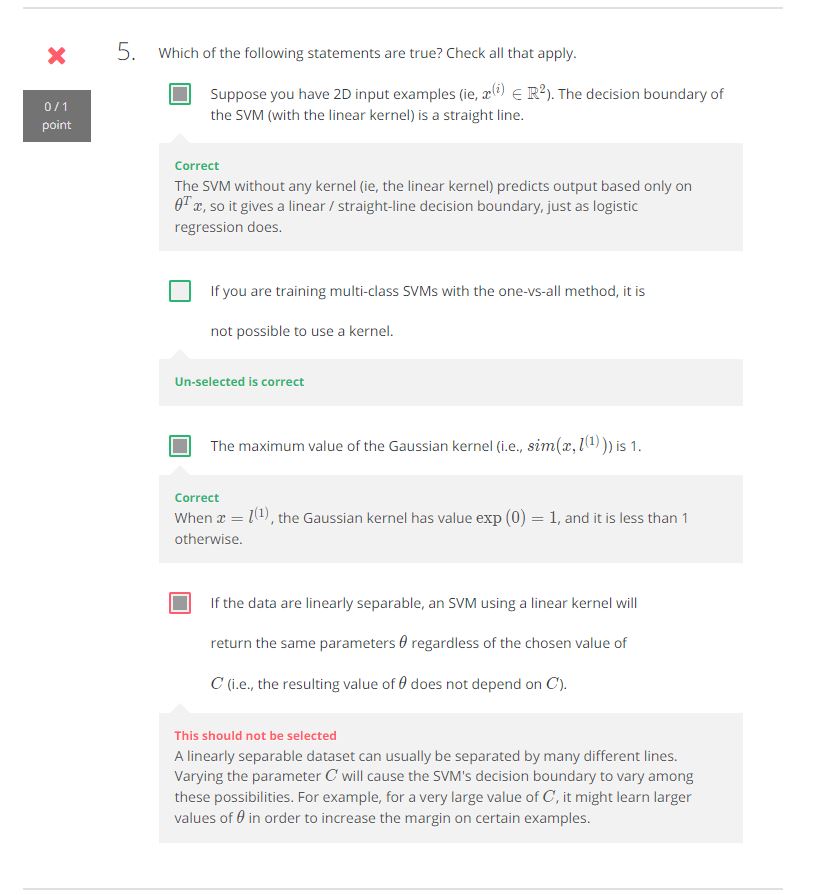 5. Which of the following statements are true? Check all that apply.
0 / 1
point
Suppose you have 2D input examples (ie, x^(i) ∈ ℝ²). The decision boundary of
the SVM (with the linear kernel) is a straight line.
Correct
The SVM without any kernel (ie, the linear kernel) predicts output based only on
θᵀx, so it gives a linear / straight-line decision boundary, just as logistic
regression does.
If you are training multi-class SVMs with the one-vs-all method, it is
not possible to use a kernel.
Un-selected is correct
The maximum value of the Gaussian kernel (i.e., sim(x, l^(1))) is 1.
Correct
When x = l^(1), the Gaussian kernel has value exp (0) = 1, and it is less than 1
otherwise.
If the data are linearly separable, an SVM using a linear kernel will
return the same parameters θ regardless of the chosen value of
C (i.e., the resulting value of θ does not depend on C).
This should not be selected
A linearly separable dataset can usually be separated by many different lines.
Varying the parameter C will cause the SVM's decision boundary to vary among
these possibilities. For example, for a very large value of C, it might learn larger
values of θ in order to increase the margin on certain examples.